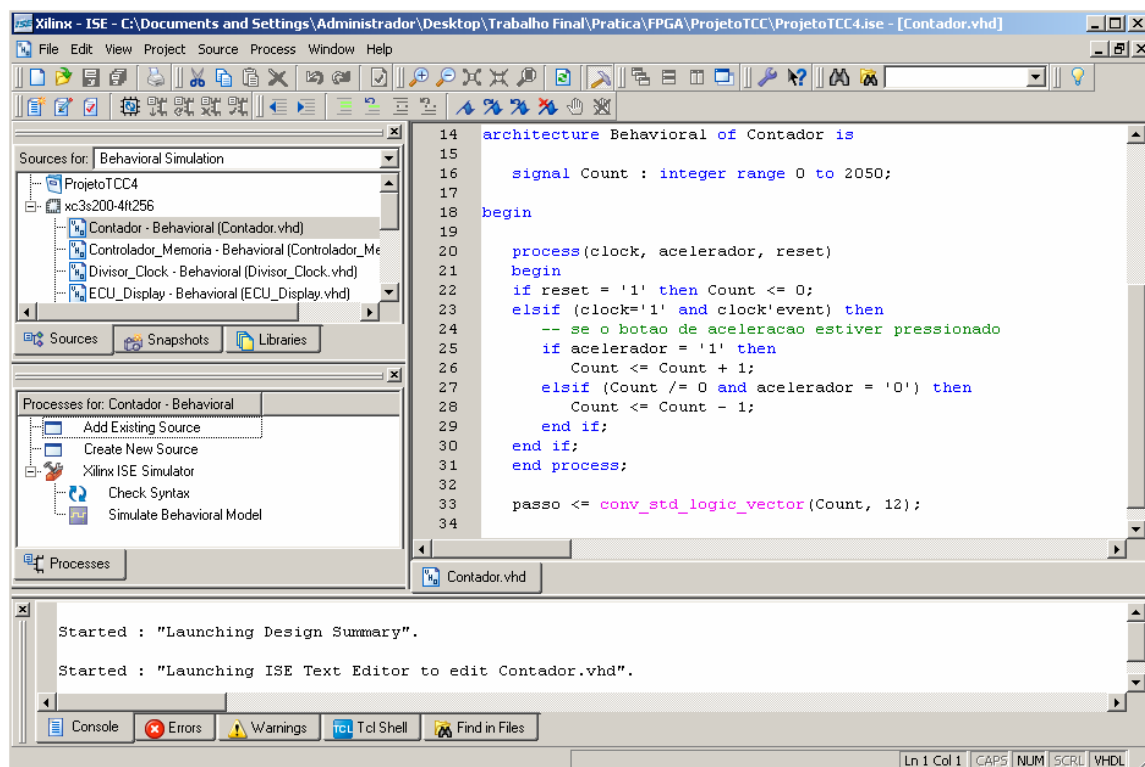 Xilinx - ISE - C:\Documents and Settings\Administrador\Desktop\Trabalho Final\Pratica\FPGA\ProjetoTCC\ProjetoTCC4.ise - [Contador.vhd]
File Edit View Project Source Process Window Help
Sources for: Behavioral Simulation
ProjetoTCC4
xc3s200-4ft256
Contador - Behavioral (Contador.vhd)
Controlador_Memoria - Behavioral (Controlador_Me
Divisor_Clock - Behavioral (Divisor_Clock.vhd)
ECU_Display - Behavioral (ECU_Display.vhd)
Sources Snapshots Libraries
Processes for: Contador - Behavioral
Add Existing Source
Create New Source
Xilinx ISE Simulator
Check Syntax
Simulate Behavioral Model
Processes
14 architecture Behavioral of Contador is
15
16 signal Count : integer range 0 to 2050;
17
18 begin
19
20 process(clock, acelerador, reset)
21 begin
22 if reset = '1' then Count <= 0;
23 elsif (clock='1' and clock'event) then
24 -- se o botao de aceleracao estiver pressionado
25 if acelerador = '1' then
26 Count <= Count + 1;
27 elsif (Count /= 0 and acelerador = '0') then
28 Count <= Count - 1;
29 end if;
30 end if;
31 end process;
32
33 passo <= conv_std_logic_vector(Count, 12);
34
Contador.vhd
Started : "Launching Design Summary".
Started : "Launching ISE Text Editor to edit Contador.vhd".
Console Errors Warnings TCL Tcl Shell Find in Files
Ln 1 Col 1 CAPS NUM SCRL VHDL